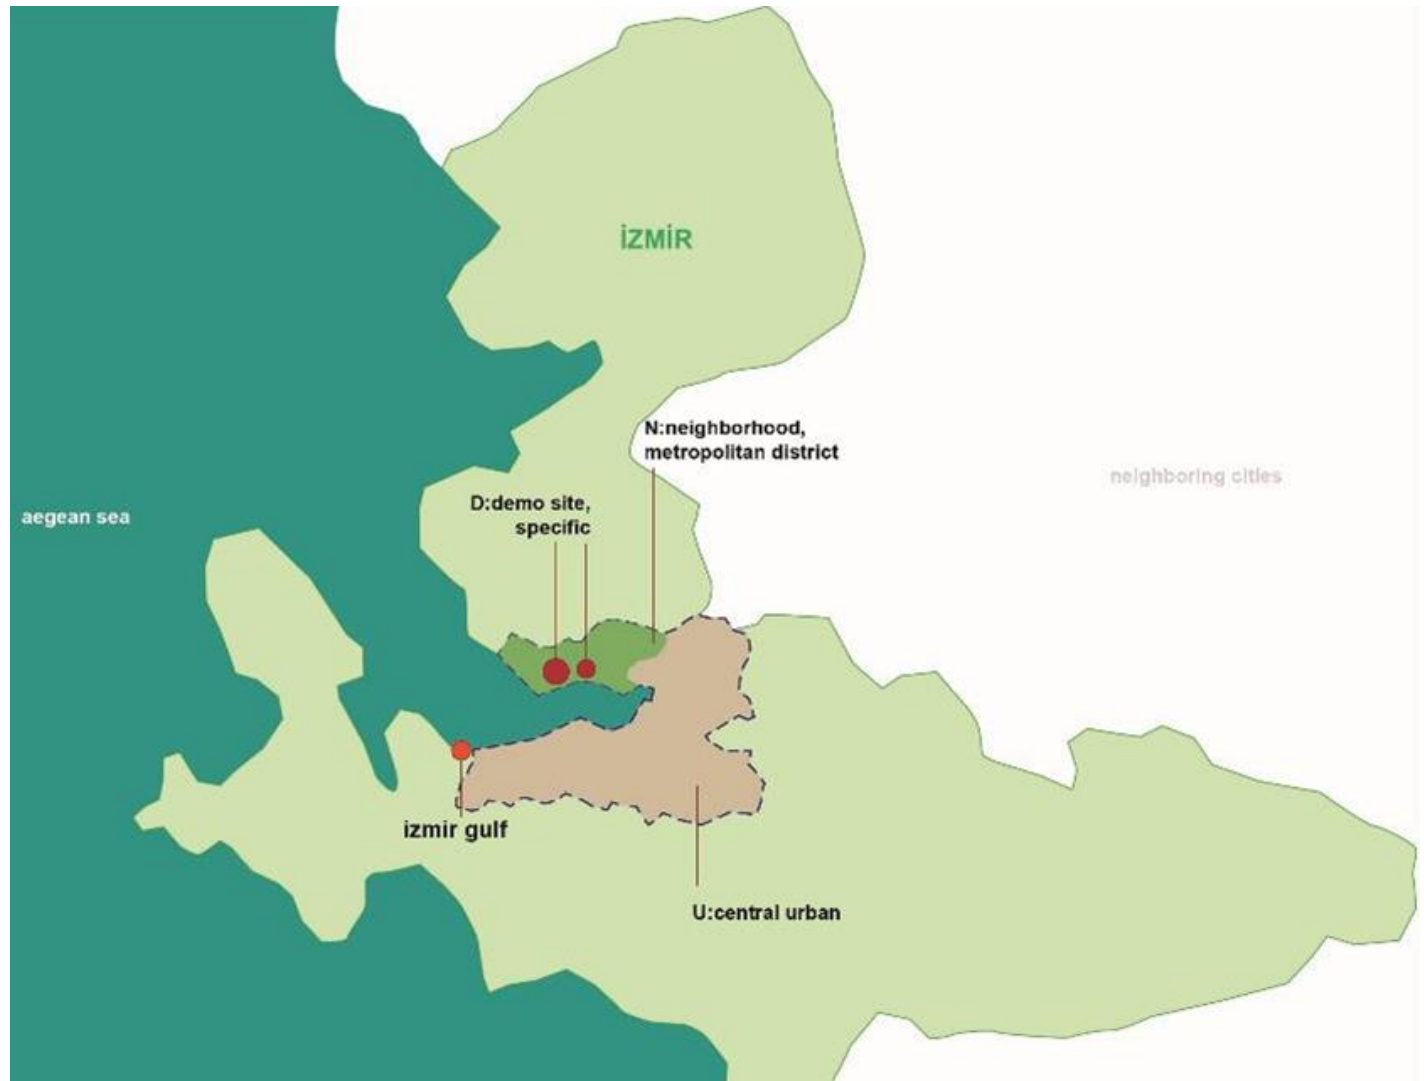 İZMİR
N:neighborhood,
metropolitan district
neighboring cities
D:demo site,
specific
aegean sea
izmir gulf
U:central urban